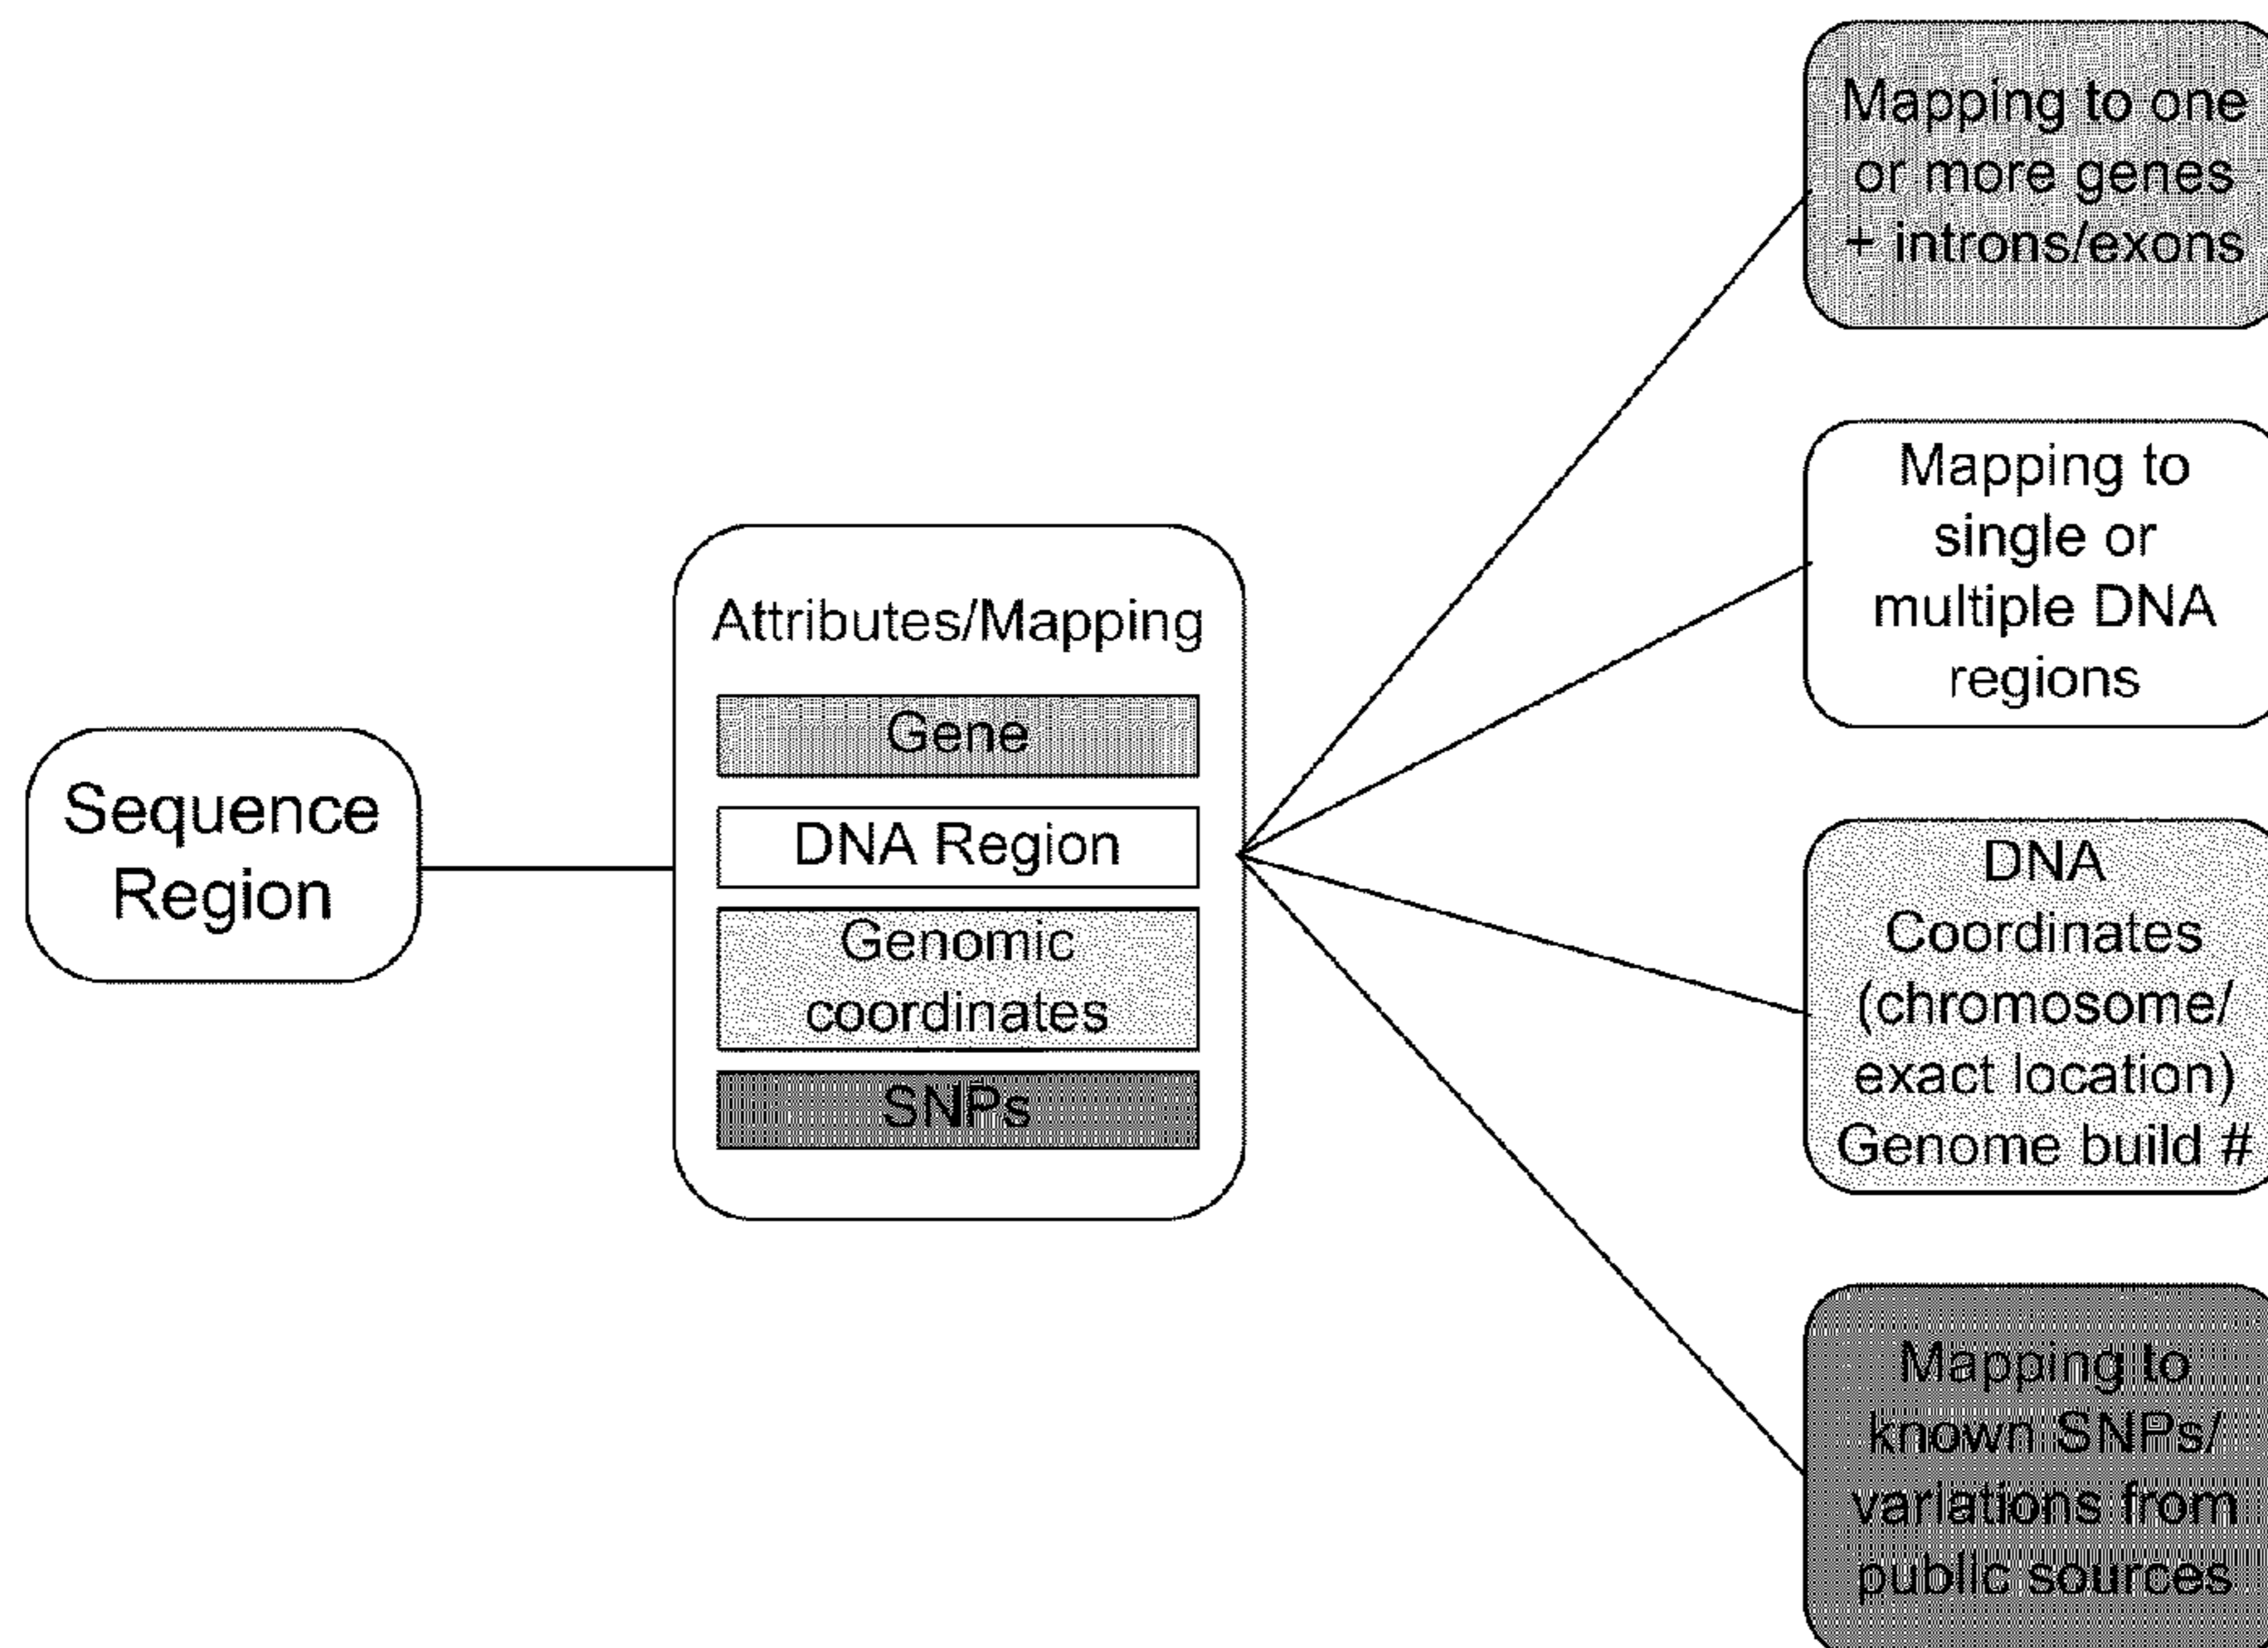 Sequence
Region
Attributes/Mapping
Gene
DNA Region
Genomic
coordinates
SNPs
Mapping to one
or more genes
+ introns/exons
Mapping to
single or
multiple DNA
regions
DNA
Coordinates
(chromosome/
exact location)
Genome build #
Mapping to
known SNPs/
variations from
public sources